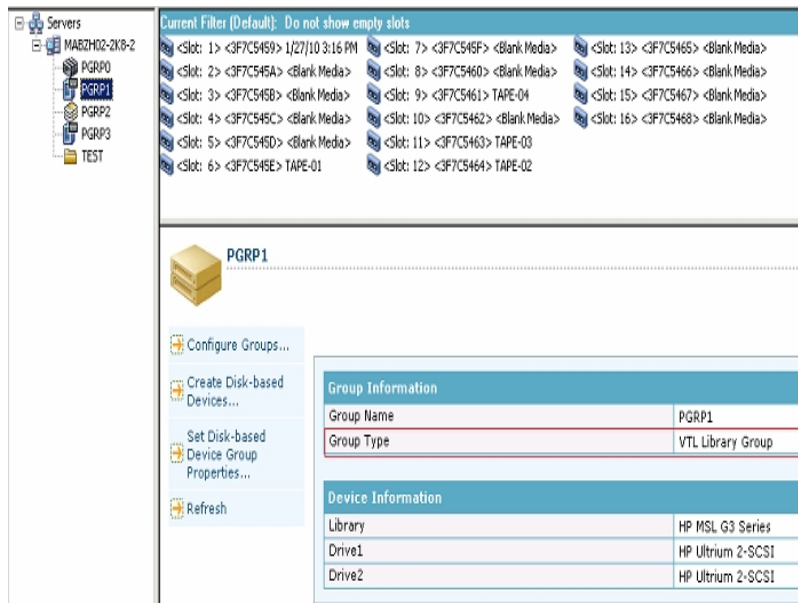 Servers
MABZH02-2K8-2
PGRP0
PGRP1
PGRP2
PGRP3
TEST
Current Filter (Default): Do not show empty slots
<Slot: 1> <3F7C5459> 1/27/10 3:16 PM
<Slot: 2> <3F7C545A> <Blank Media>
<Slot: 3> <3F7C545B> <Blank Media>
<Slot: 4> <3F7C545C> <Blank Media>
<Slot: 5> <3F7C545D> <Blank Media>
<Slot: 6> <3F7C545E> TAPE-01
<Slot: 7> <3F7C545F> <Blank Media>
<Slot: 8> <3F7C5460> <Blank Media>
<Slot: 9> <3F7C5461> TAPE-04
<Slot: 10> <3F7C5462> <Blank Media>
<Slot: 11> <3F7C5463> TAPE-03
<Slot: 12> <3F7C5464> TAPE-02
<Slot: 13> <3F7C5465> <Blank Media>
<Slot: 14> <3F7C5466> <Blank Media>
<Slot: 15> <3F7C5467> <Blank Media>
<Slot: 16> <3F7C5468> <Blank Media>
PGRP1
Configure Groups...
Create Disk-based
Devices...
Set Disk-based
Device Group
Properties...
Refresh
Group Information
Group Name PGRP1
Group Type VTL Library Group
Device Information
Library HP MSL G3 Series
Drive1 HP Ultrium 2-SCSI
Drive2 HP Ultrium 2-SCSI